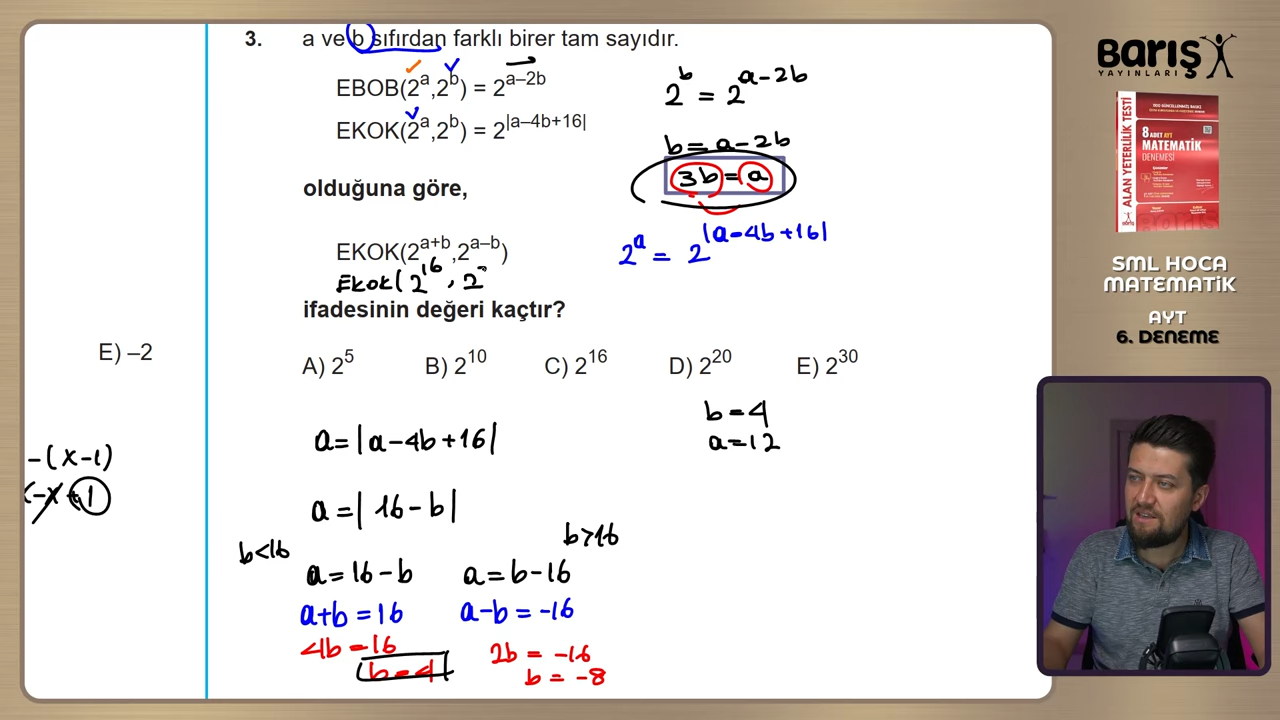 3. a ve b sıfırdan farklı birer tam sayıdır.
EBOB(2^a,2^b) = 2^(a–2b)
EKOK(2^a,2^b) = 2^|a–4b+16|
olduğuna göre,
EKOK(2^(a+b),2^(a–b))
EKOK(2^16, 2
ifadesinin değeri kaçtır?
A) 2^5 B) 2^10 C) 2^16 D) 2^20 E) 2^30
2^b = 2^(a-2b)
b = a-2b
3b = a
2^a = 2^|a-4b+16|
b = 4
a = 12
a = |a-4b+16|
a = |16-b|
b<16
b>16
a = 16-b
a = b-16
a+b = 16
a-b = -16
4b = 16
2b = -16
b = 4
b = -8
E) –2
-(x-1)
-x+1
BARIŞ
YAYINLARI
ALAN YETERLİLİK TESTİ
8 ADET AYT
MATEMATİK
DENEMESİ
SML HOCA
MATEMATİK
AYT
6. DENEME